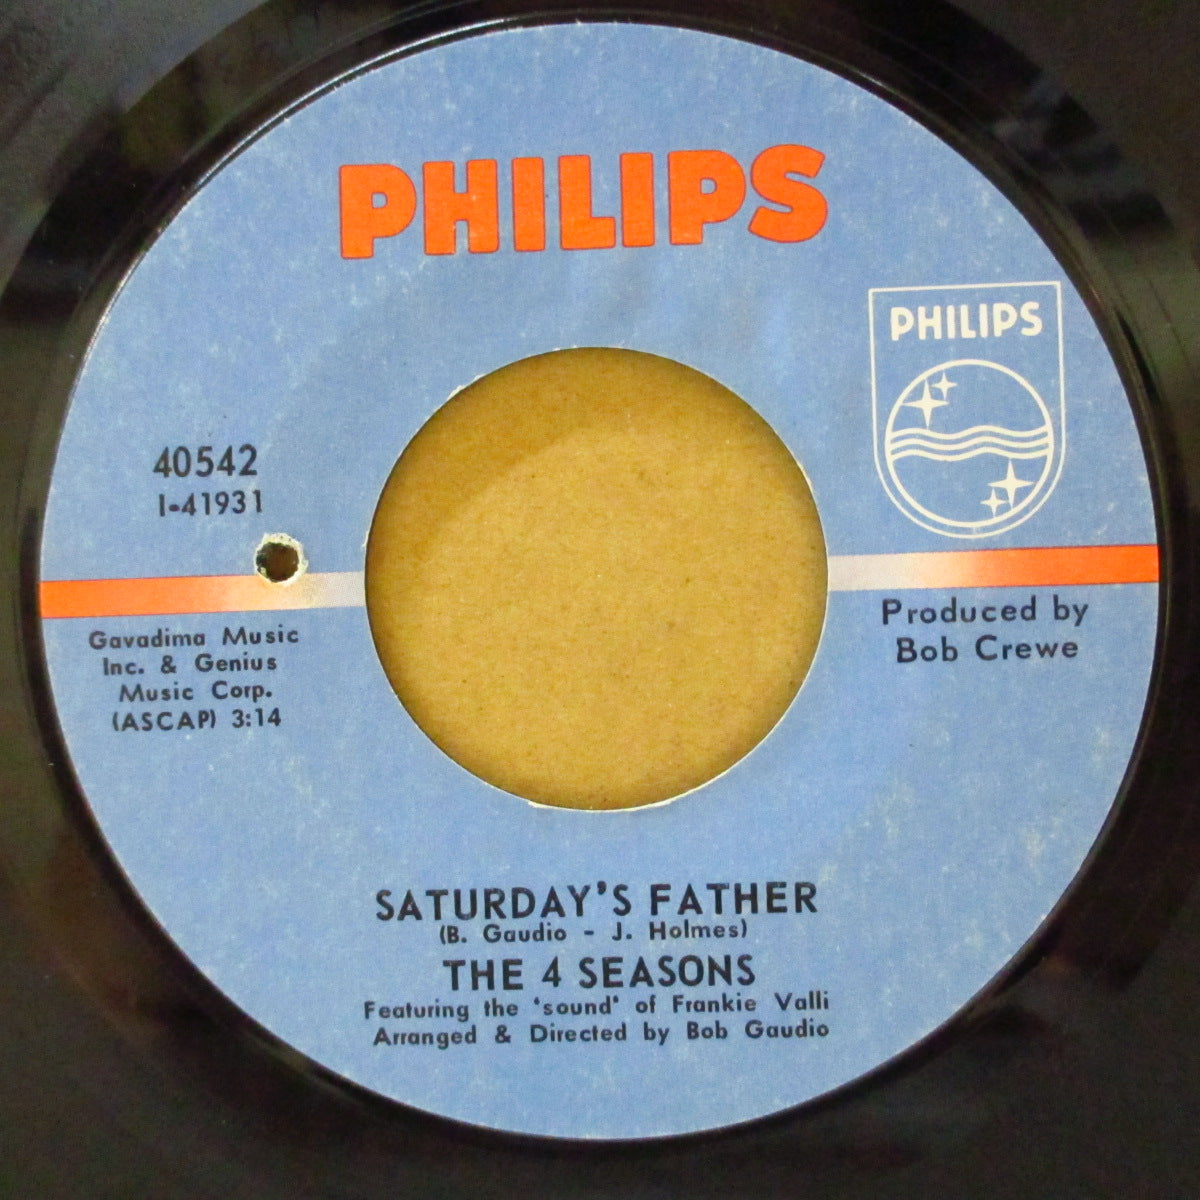 PHILIPS
PHILIPS
40542
I-41931
Gavadima Music
Inc. & Genius
Music Corp.
(ASCAP) 3:14
Produced by
Bob Crewe
SATURDAY'S FATHER
(B. Gaudio - J. Holmes)
THE 4 SEASONS
Featuring the 'sound' of Frankie Valli
Arranged & Directed by Bob Gaudio